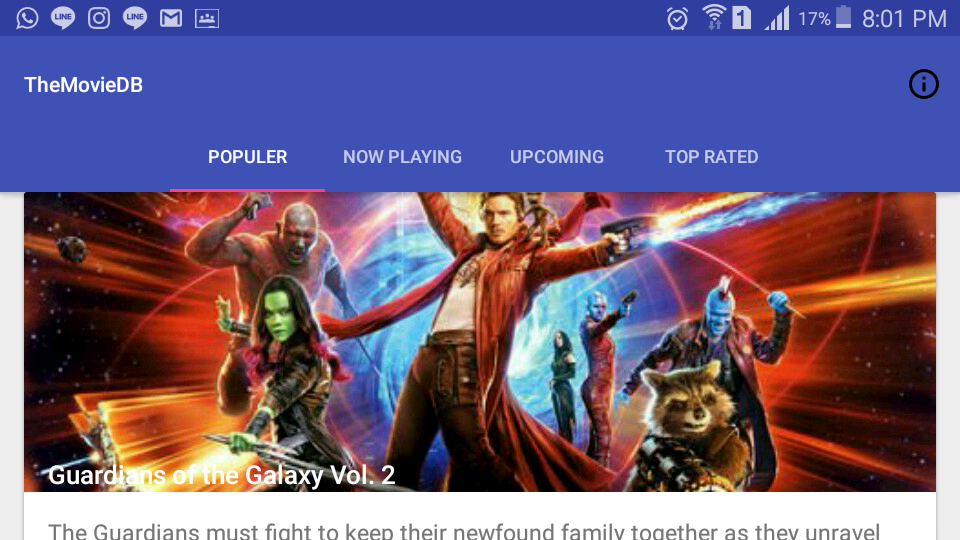 LINE LINE 1 17% 8:01 PM
TheMovieDB
POPULER NOW PLAYING UPCOMING TOP RATED
Guardians of the Galaxy Vol. 2
The Guardians must fight to keep their newfound family together as they unravel